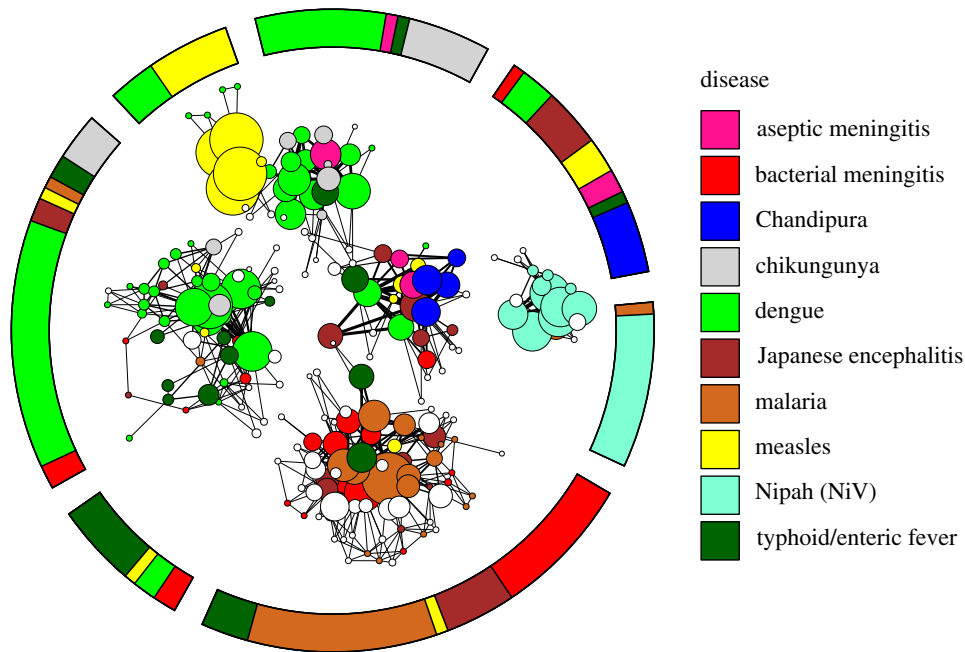 disease
aseptic meningitis
bacterial meningitis
Chandipura
chikungunya
dengue
Japanese encephalitis
malaria
measles
Nipah (NiV)
typhoid/enteric fever